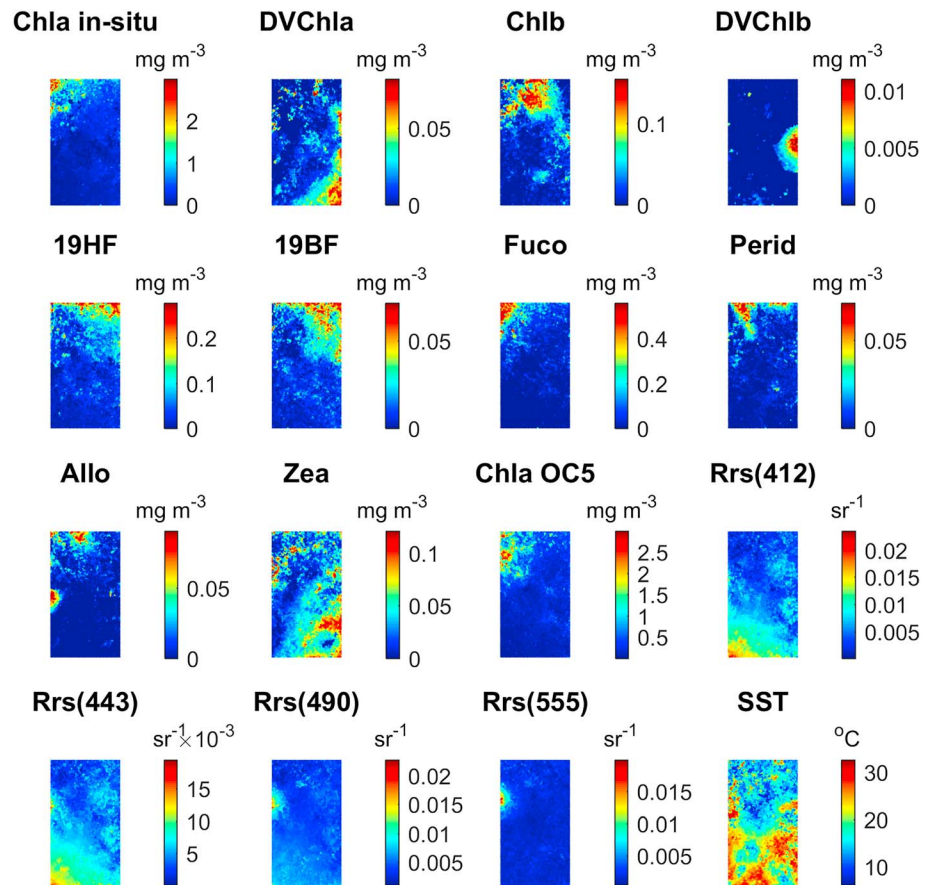 Chla in-situ DVChla Chlb DVChlb
mg m⁻³ mg m⁻³ mg m⁻³ mg m⁻³
2 0.05 0.1 0.01
1 0.005
0 0 0 0
19HF 19BF Fuco Perid
mg m⁻³ mg m⁻³ mg m⁻³ mg m⁻³
0.2 0.05 0.4 0.05
0.1 0.2
0 0 0 0
Allo Zea Chla OC5 Rrs(412)
mg m⁻³ mg m⁻³ mg m⁻³ sr⁻¹
0.05 0.1 2.5 0.02
0.05 2 0.015
1.5 0.01
1 0.005
0 0 0.5
Rrs(443) Rrs(490) Rrs(555) SST
sr⁻¹×10⁻³ sr⁻¹ sr⁻¹ °C
15 0.02 0.015 30
10 0.015 0.01 20
5 0.01 0.005 10
0.005